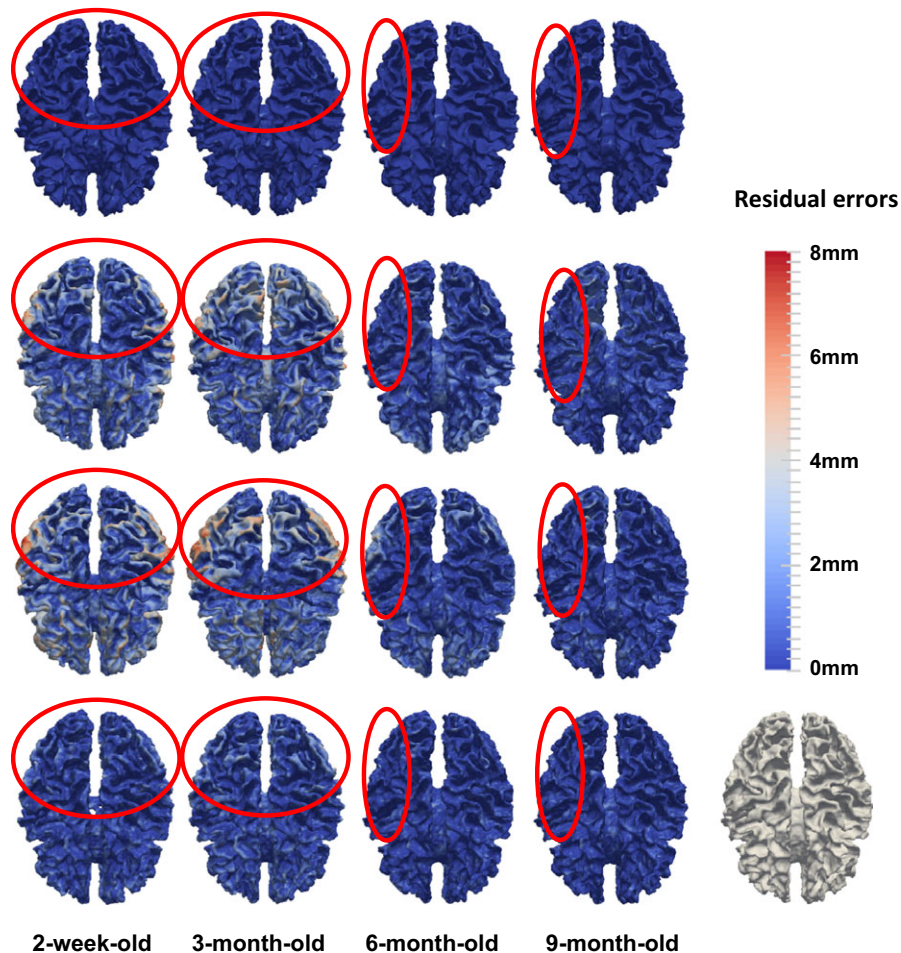 Residual errors
8mm
6mm
4mm
2mm
0mm
2-week-old 3-month-old 6-month-old 9-month-old